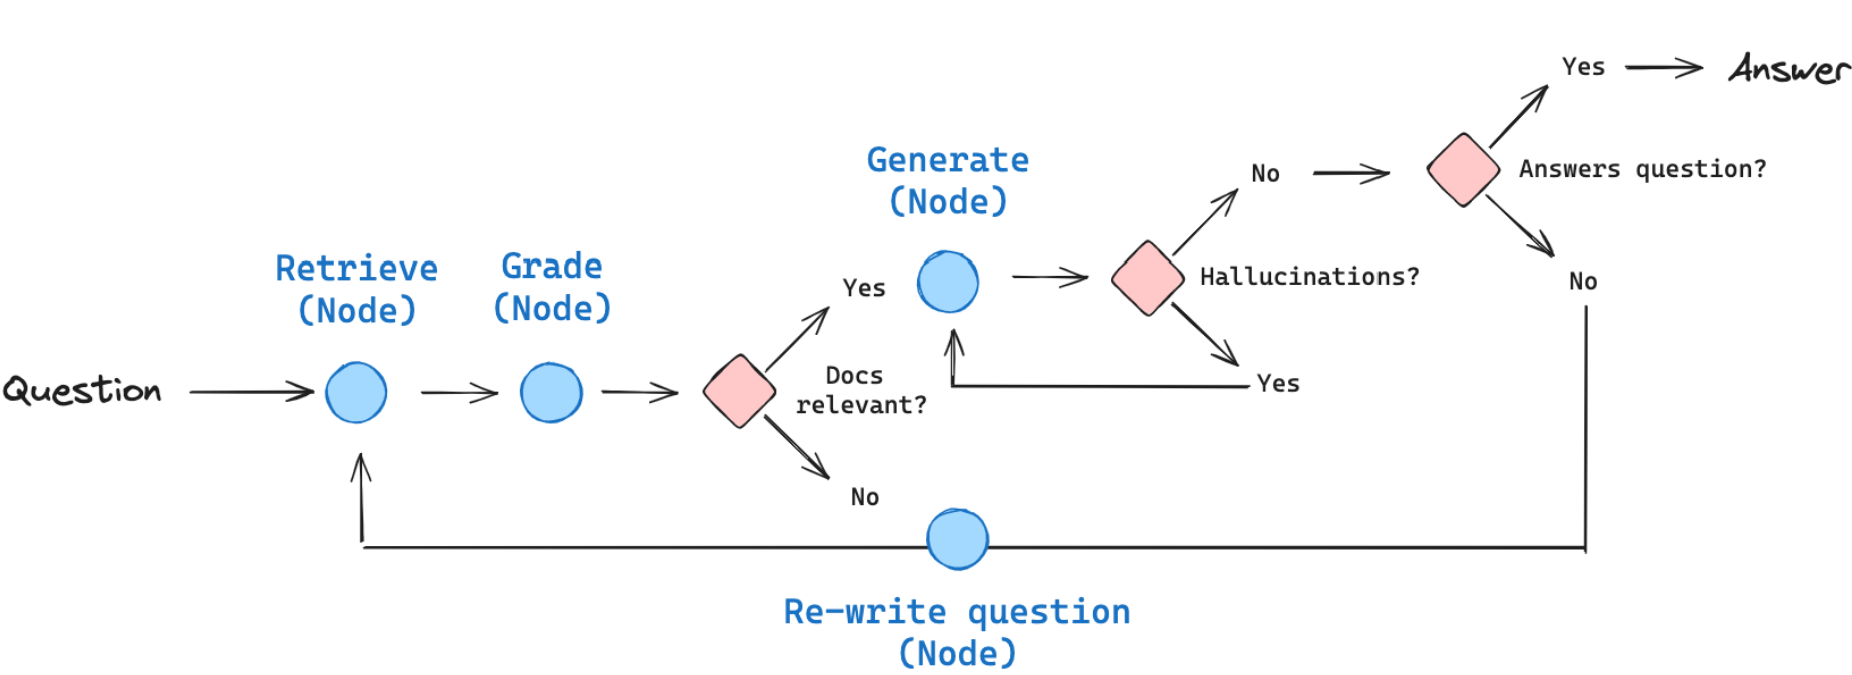 Question
Retrieve
(Node)
Grade
(Node)
Yes
Docs
relevant?
No
Generate
(Node)
Hallucinations?
No
Yes
Answers question?
Yes
Answer
No
Re-write question
(Node)